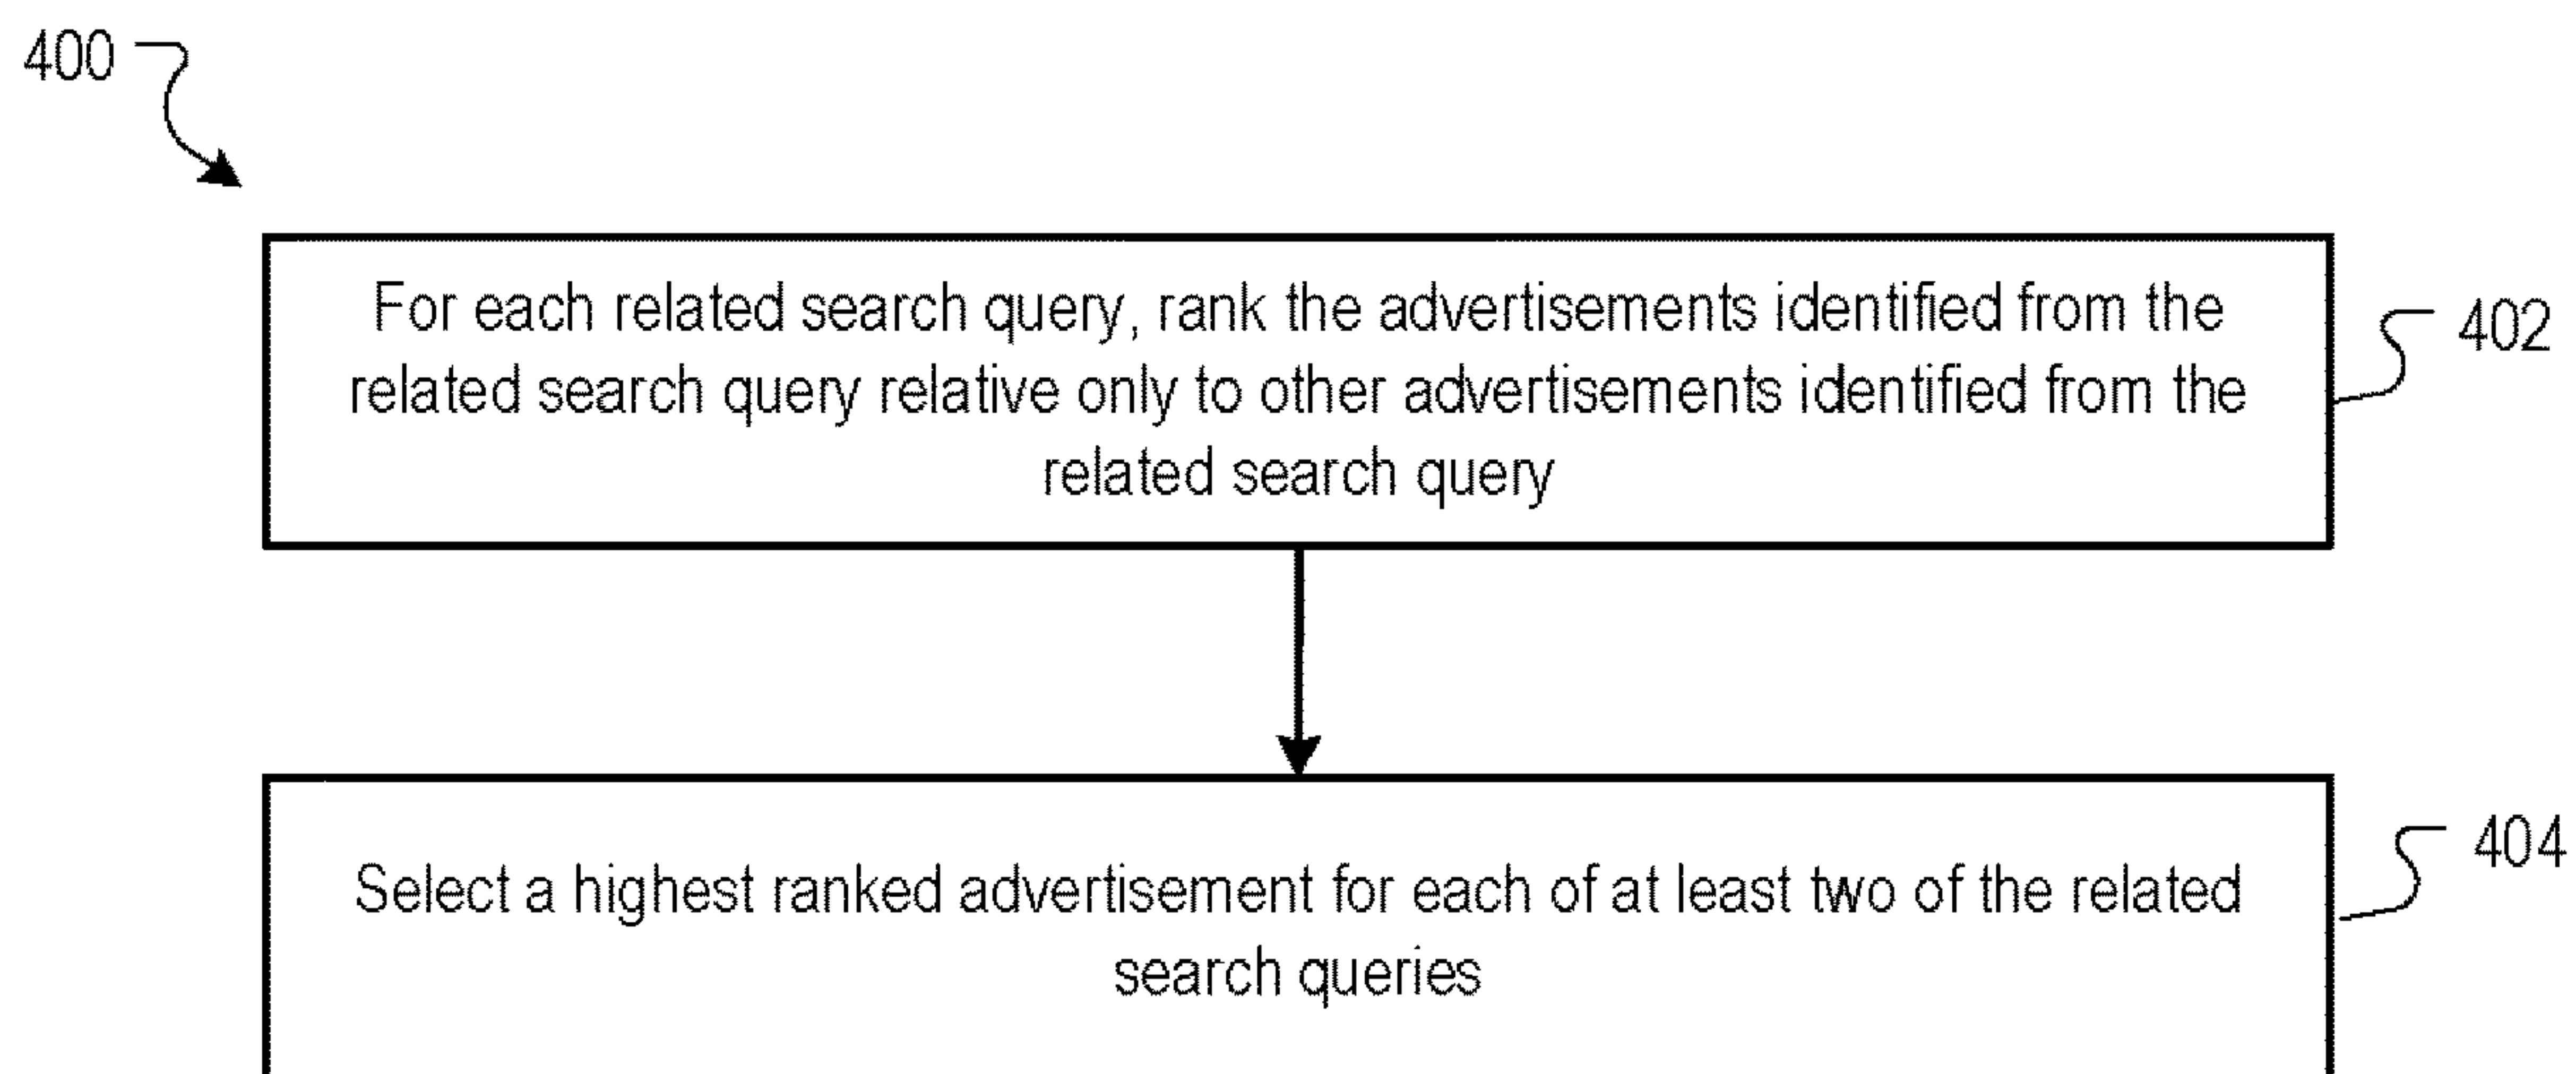 400
For each related search query, rank the advertisements identified from the
related search query relative only to other advertisements identified from the
related search query
402
Select a highest ranked advertisement for each of at least two of the related
search queries
404